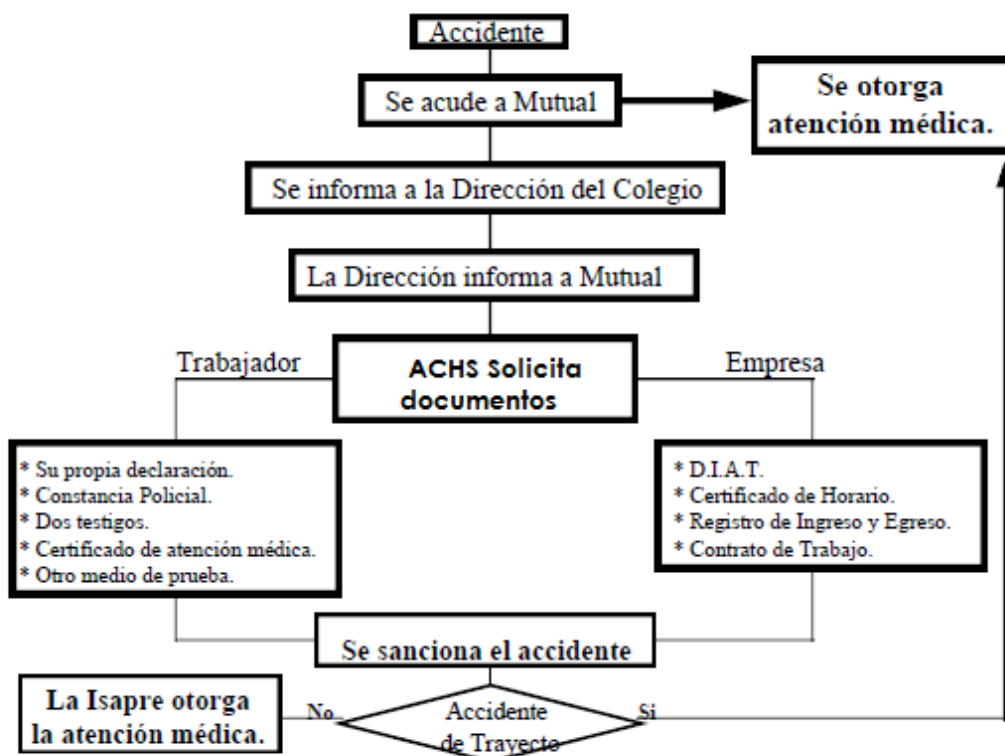 Accidente
Se acude a Mutual
Se otorga
atención médica.
Se informa a la Dirección del Colegio
La Dirección informa a Mutual
Trabajador
ACHS Solicita
documentos
Empresa
* Su propia declaración.
* Constancia Policial.
* Dos testigos.
* Certificado de atención médica.
* Otro medio de prueba.
* D.I.A.T.
* Certificado de Horario.
* Registro de Ingreso y Egreso.
* Contrato de Trabajo.
Se sanciona el accidente
La Isapre otorga
la atención médica.
No
Accidente
de Trayecto
Si